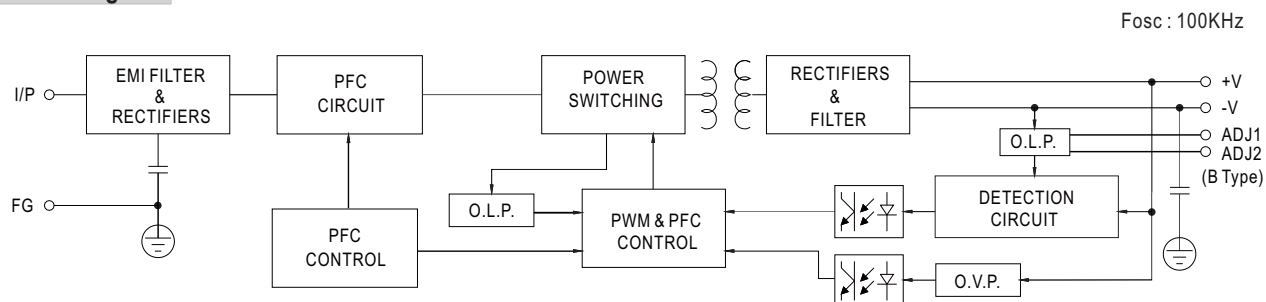 Fosc : 100KHz
I/P
EMI FILTER
&
RECTIFIERS
PFC
CIRCUIT
POWER
SWITCHING
RECTIFIERS
&
FILTER
+V
-V
ADJ1
ADJ2
(B Type)
O.L.P.
DETECTION
CIRCUIT
FG
O.L.P.
PFC
CONTROL
PWM & PFC
CONTROL
O.V.P.